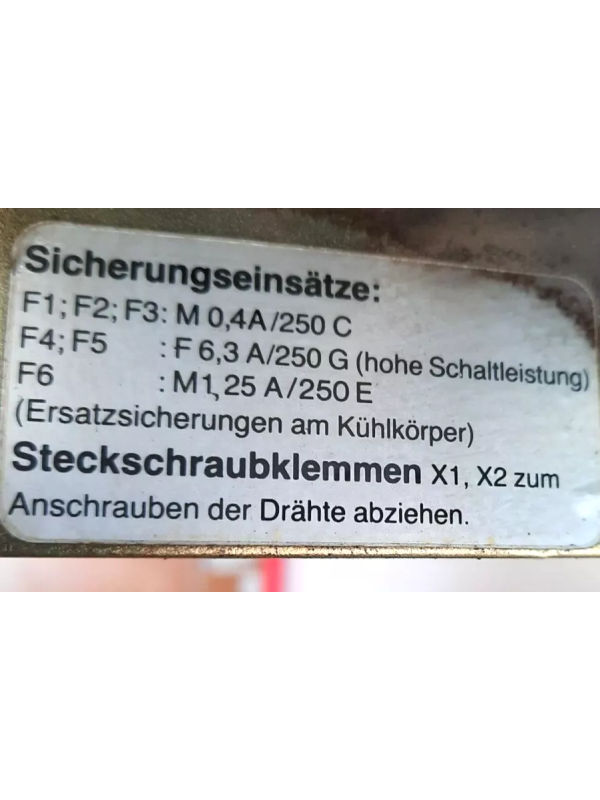 Sicherungseinsätze:
F1; F2; F3: M 0,4A/250 C
F4; F5 : F 6,3 A/250 G (hohe Schaltleistung)
F6 : M1,25 A/250 E
(Ersatzsicherungen am Kühlkörper)
Steckschraubklemmen X1, X2 zum
Anschrauben der Drähte abziehen.